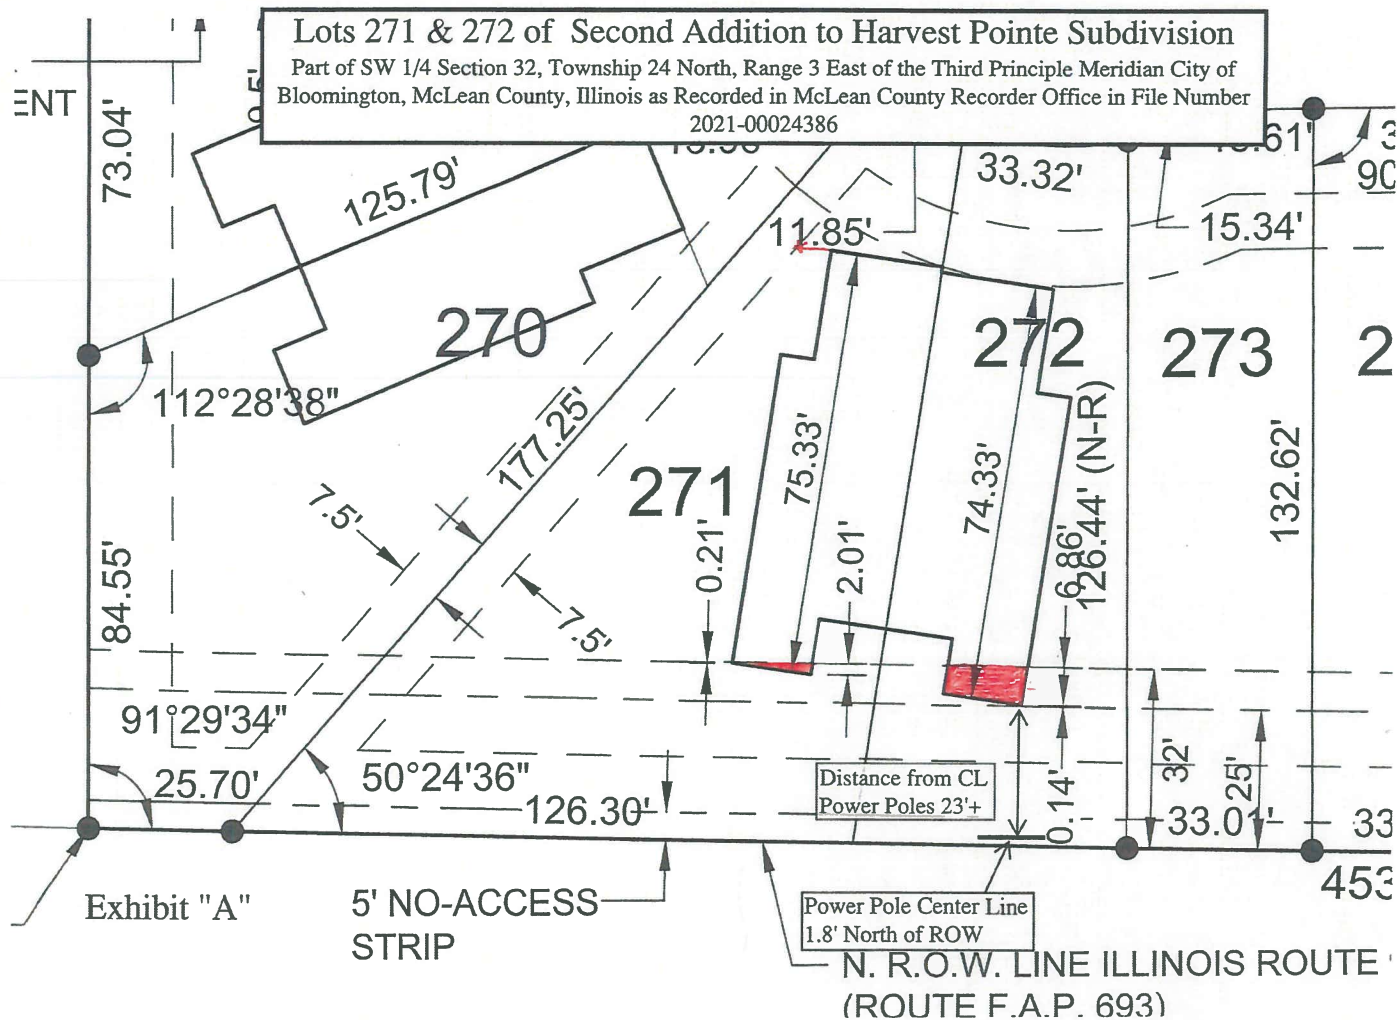 Lots 271 & 272 of Second Addition to Harvest Pointe Subdivision
Part of SW 1/4 Section 32, Township 24 North, Range 3 East of the Third Principle Meridian City of
Bloomington, McLean County, Illinois as Recorded in McLean County Recorder Office in File Number
2021-00024386
ENT
73.04'
125.79'
33.32'
90
11.85'
15.34'
270
272
273
2
112°28'38"
177.25'
271
75.33'
74.33'
126.44' (N-R)
132.62'
7.5'
7.5'
84.55'
0.21'
2.01'
6.86'
91°29'34"
25.70'
50°24'36"
126.30'
Distance from CL
Power Poles 23'+
0.14'
32'
25'
33.01'
33
453
Exhibit "A"
5' NO-ACCESS
STRIP
Power Pole Center Line
1.8' North of ROW
N. R.O.W. LINE ILLINOIS ROUTE
(ROUTE F.A.P. 693)